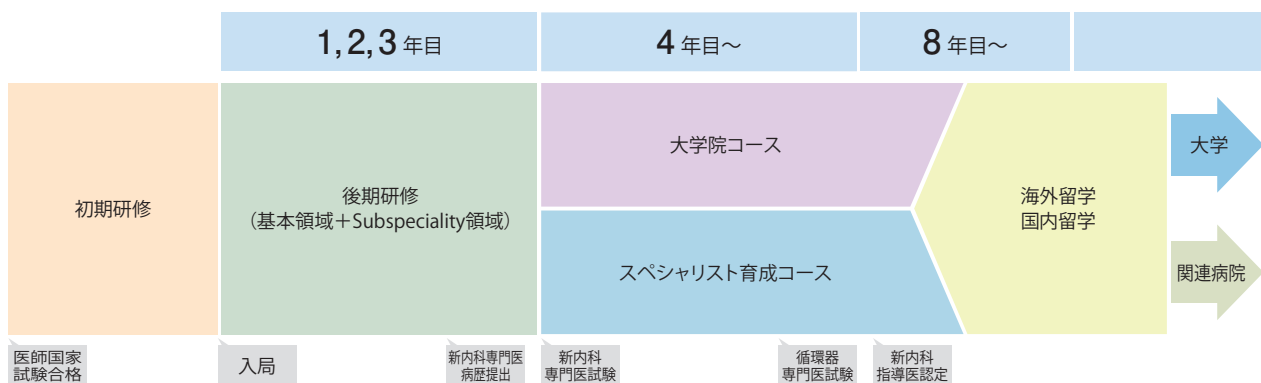 1, 2, 3 年目
4 年目～
8 年目～
初期研修
後期研修
（基本領域＋Subspeciality領域）
大学院コース
スペシャリスト育成コース
海外留学
国内留学
大学
関連病院
医師国家
試験合格
入局
新内科専門医
病歴提出
新内科
専門医試験
循環器
専門医試験
新内科
指導医認定